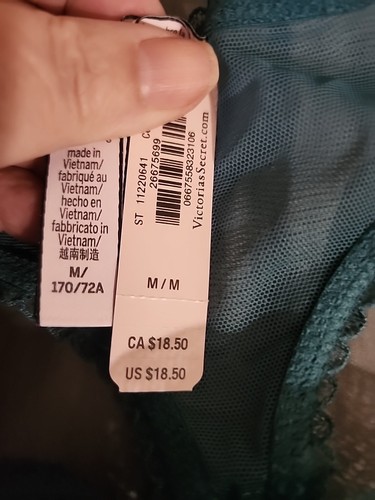 made in
Vietnam/
fabriqué au
Vietnam/
hecho en
Vietnam/
fabbricato in
Vietnam/
越南制造
M/
170/72A
ST 11220641
26675699
0667558323106
VictoriasSecret.com
M / M
CA $18.50
US $18.50